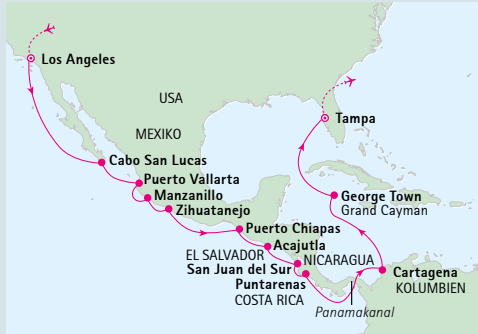 Los Angeles
USA
MEXIKO
Tampa
Cabo San Lucas
Puerto Vallarta
Manzanillo
Zihuatanejo
George Town
Grand Cayman
Puerto Chiapas
Acajutla
EL SALVADOR
NICARAGUA
San Juan del Sur
Puntarenas
COSTA RICA
Cartagena
KOLUMBIEN
Panamakanal